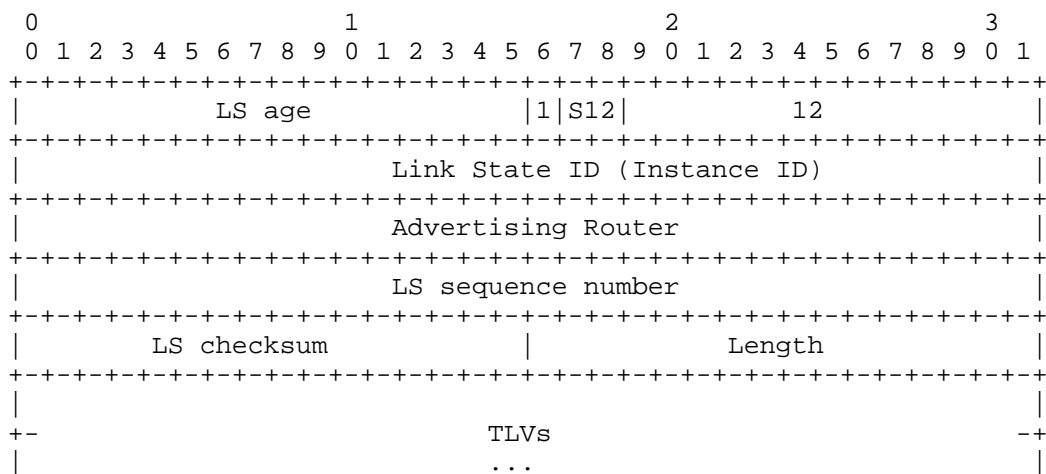 0                   1                   2                   3
 0 1 2 3 4 5 6 7 8 9 0 1 2 3 4 5 6 7 8 9 0 1 2 3 4 5 6 7 8 9 0 1
+-+-+-+-+-+-+-+-+-+-+-+-+-+-+-+-+-+-+-+-+-+-+-+-+-+-+-+-+-+-+-+-+
|            LS age             |1|S12|          12             |
+-+-+-+-+-+-+-+-+-+-+-+-+-+-+-+-+-+-+-+-+-+-+-+-+-+-+-+-+-+-+-+-+
|                       Link State ID (Instance ID)             |
+-+-+-+-+-+-+-+-+-+-+-+-+-+-+-+-+-+-+-+-+-+-+-+-+-+-+-+-+-+-+-+-+
|                       Advertising Router                      |
+-+-+-+-+-+-+-+-+-+-+-+-+-+-+-+-+-+-+-+-+-+-+-+-+-+-+-+-+-+-+-+-+
|                       LS sequence number                      |
+-+-+-+-+-+-+-+-+-+-+-+-+-+-+-+-+-+-+-+-+-+-+-+-+-+-+-+-+-+-+-+-+
|        LS checksum            |            Length             |
+-+-+-+-+-+-+-+-+-+-+-+-+-+-+-+-+-+-+-+-+-+-+-+-+-+-+-+-+-+-+-+-+
|                                                               |
+-                            TLVs                             -+
|                             ...                               |